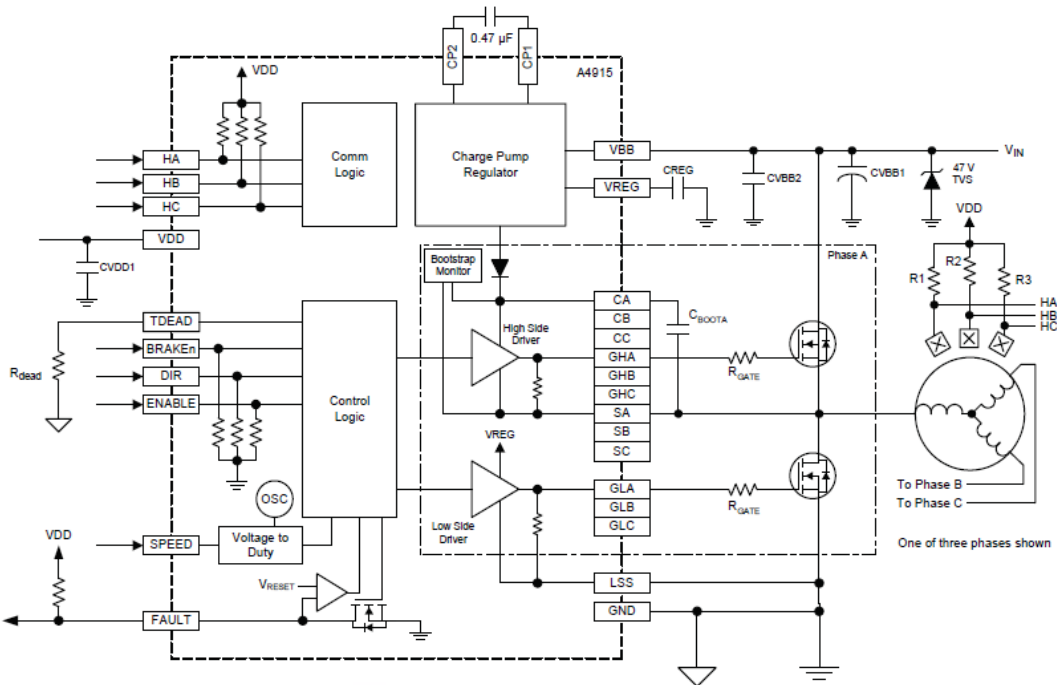 0.47 µF
CP2
CP1
A4915
VDD
HA
HB
HC
VDD
CVDD1
Comm
Logic
Charge Pump
Regulator
VBB
VREG
CREG
CVBB2
CVBB1
47 V
TVS
VIN
VDD
R1
R2
R3
HA
HB
HC
Phase A
Bootstrap
Monitor
High Side
Driver
CA
CB
CC
GHA
GHB
GHC
SA
SB
SC
CBOOTA
RGATE
TDEAD
BRAKEn
DIR
ENABLE
Rdead
Control
Logic
VREG
Low Side
Driver
GLA
GLB
GLC
RGATE
To Phase B
To Phase C
One of three phases shown
OSC
SPEED
Voltage to
Duty
VDD
VRESET
FAULT
LSS
GND